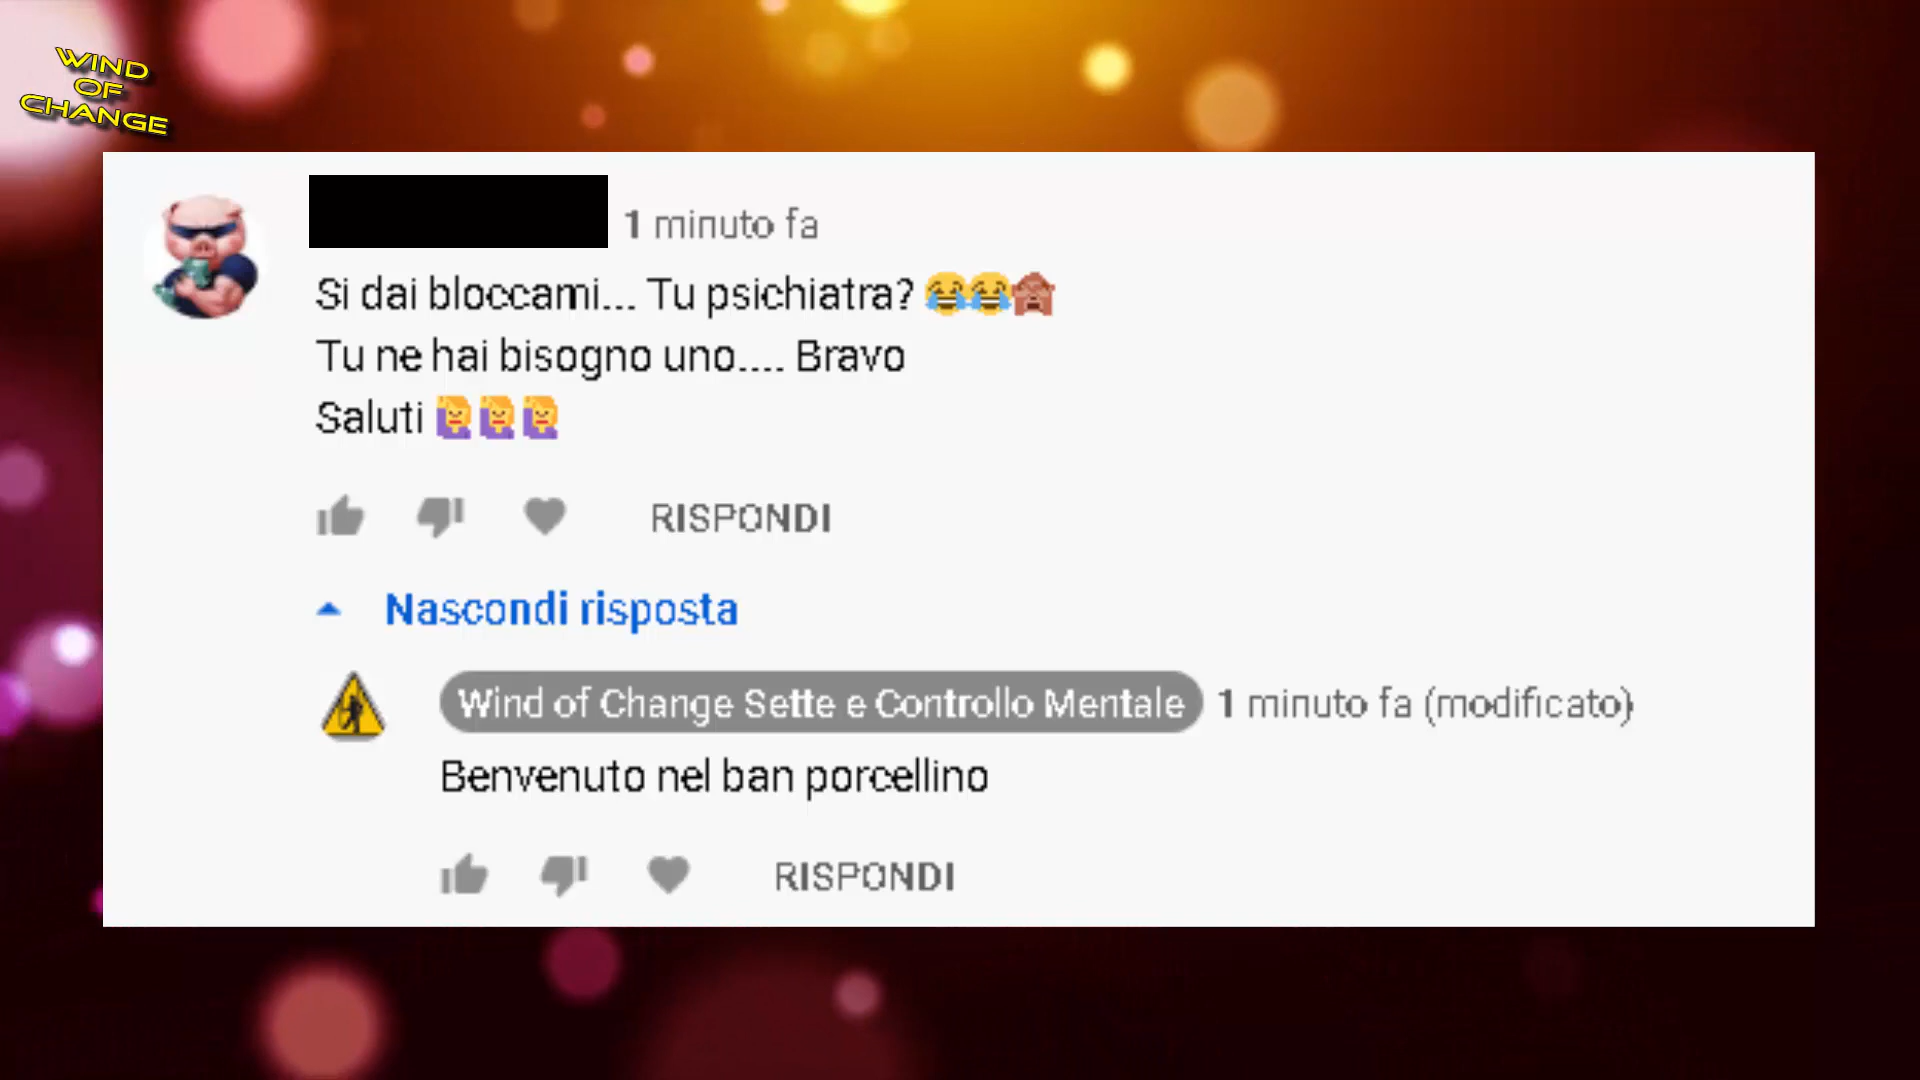 WIND
OF
CHANGE
1 minuto fa
Si dai bloccami... Tu psichiatra? 😂😂🙈
Tu ne hai bisogno uno.... Bravo
Saluti 🙋‍♀️🙋‍♀️🙋‍♀️
RISPONDI
Nascondi risposta
Wind of Change Sette e Controllo Mentale 1 minuto fa (modificato)
Benvenuto nel ban porcellino
RISPONDI